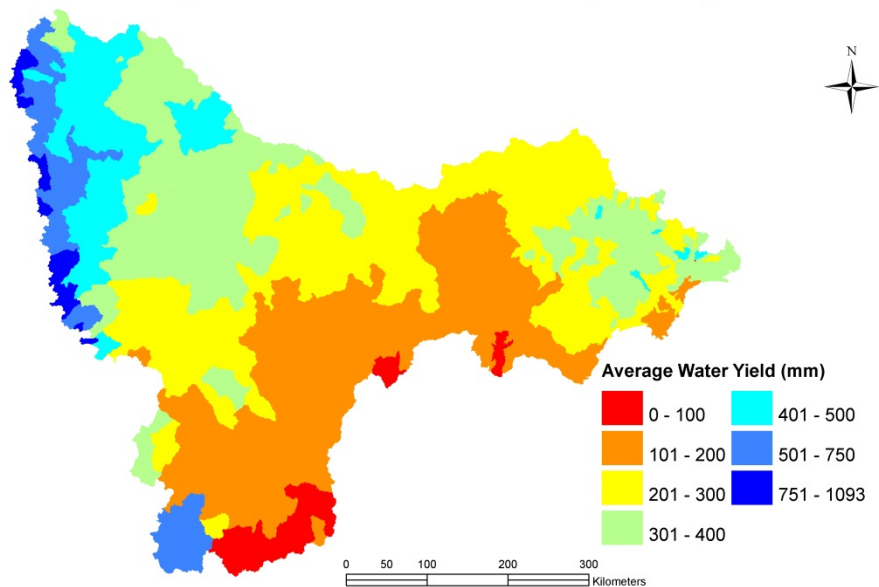 N
Average Water Yield (mm)
0 - 100
401 - 500
101 - 200
501 - 750
201 - 300
751 - 1093
301 - 400
0 50 100 200 300
Kilometers